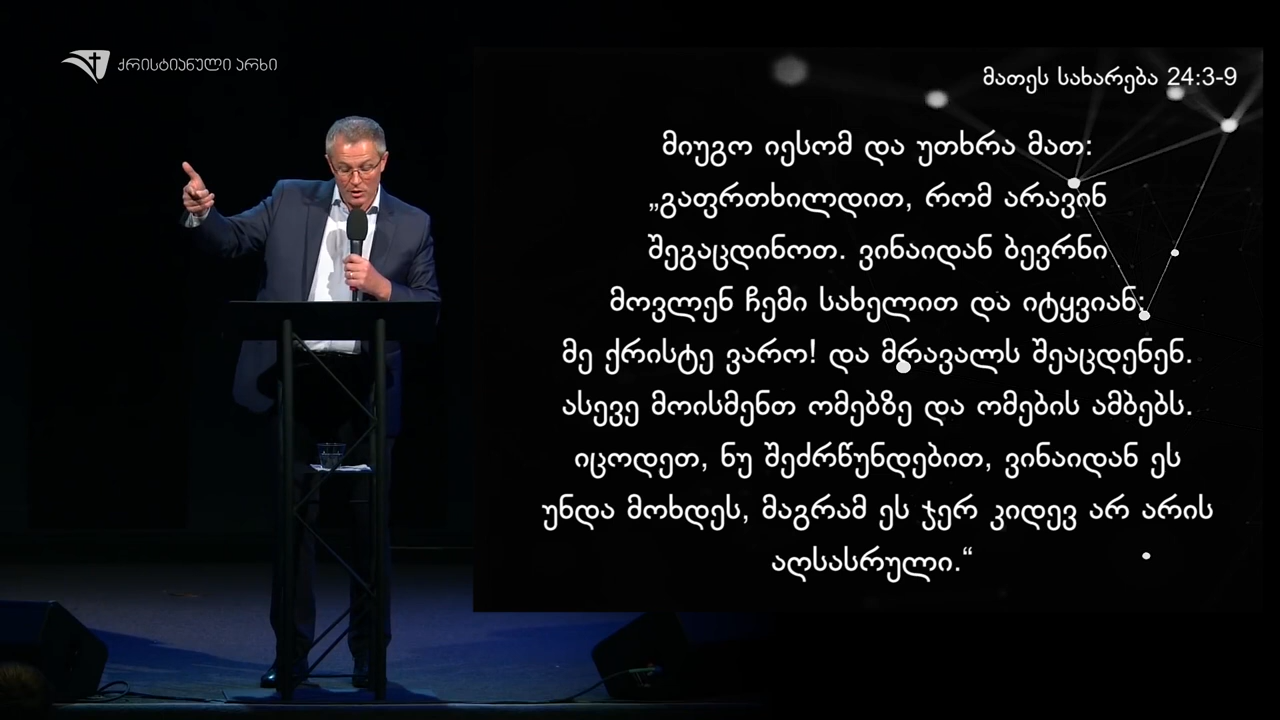 ქრისტიანული არხი
მათეს სახარება 24:3-9
მიუგო იესომ და უთხრა მათ:
„გაფრთხილდით, რომ არავინ
შეგაცდინოთ. ვინაიდან ბევრნი
მოვლენ ჩემი სახელით და იტყვიან:
მე ქრისტე ვარო! და მრავალს შეაცდენენ.
ასევე მოისმენთ ომებზე და ომების ამბებს.
იცოდეთ, ნუ შეძრწუნდებით, ვინაიდან ეს
უნდა მოხდეს, მაგრამ ეს ჯერ კიდევ არ არის
აღსასრული.“